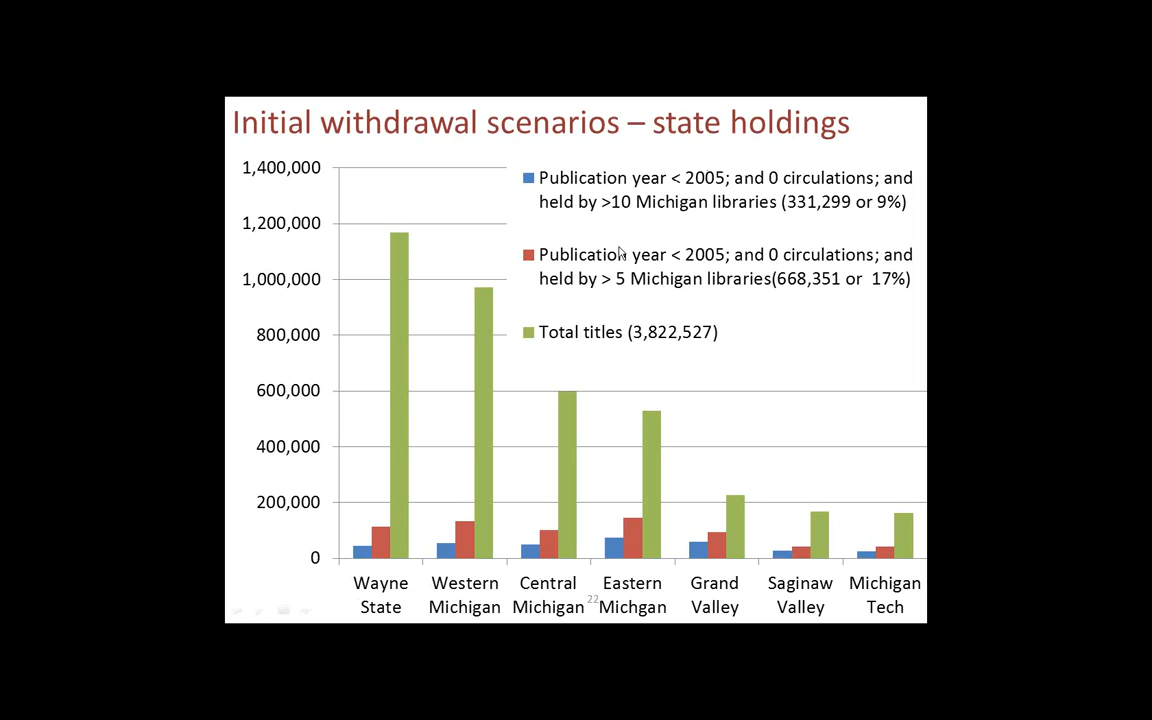 Initial withdrawal scenarios – state holdings
1,400,000
1,200,000
1,000,000
800,000
600,000
400,000
200,000
0
Publication year < 2005; and 0 circulations; and
held by >10 Michigan libraries (331,299 or 9%)
Publication year < 2005; and 0 circulations; and
held by > 5 Michigan libraries(668,351 or  17%)
Total titles (3,822,527)
Wayne
State
Western
Michigan
Central
Michigan
Eastern
Michgan
Grand
Valley
Saginaw
Valley
Michigan
Tech
22